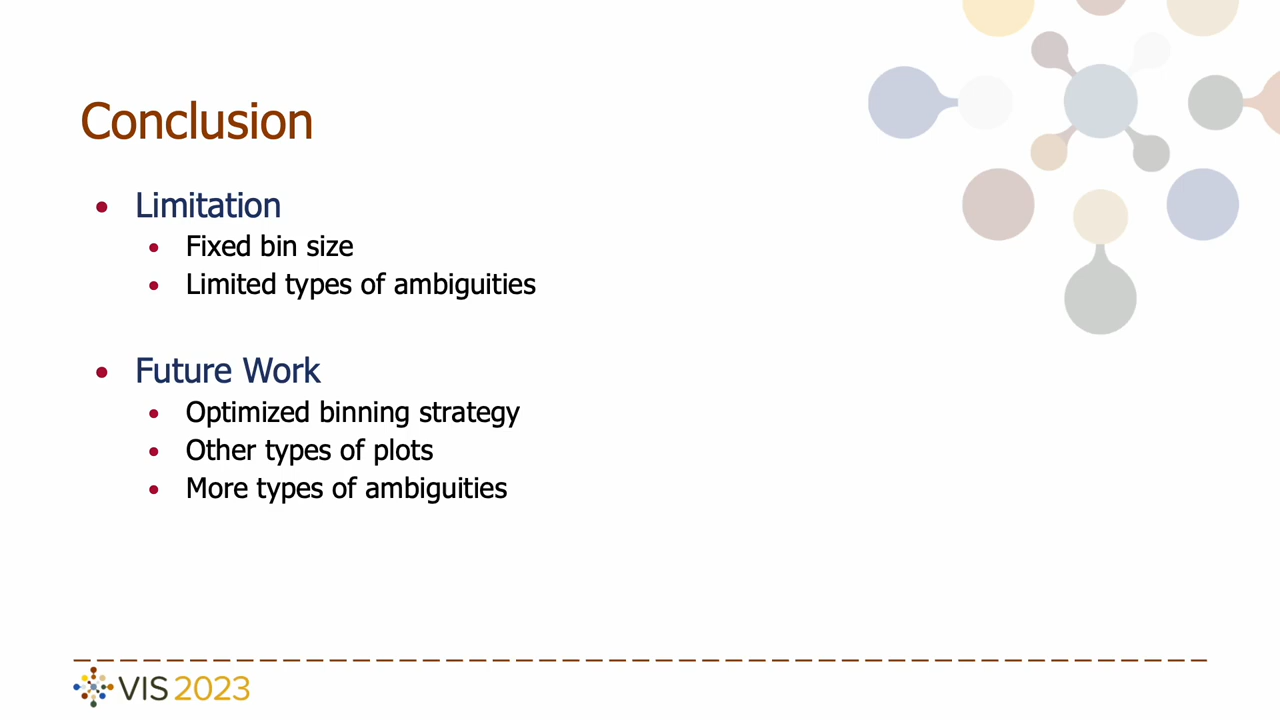 Conclusion
Limitation
Fixed bin size
Limited types of ambiguities
Future Work
Optimized binning strategy
Other types of plots
More types of ambiguities
VIS 2023